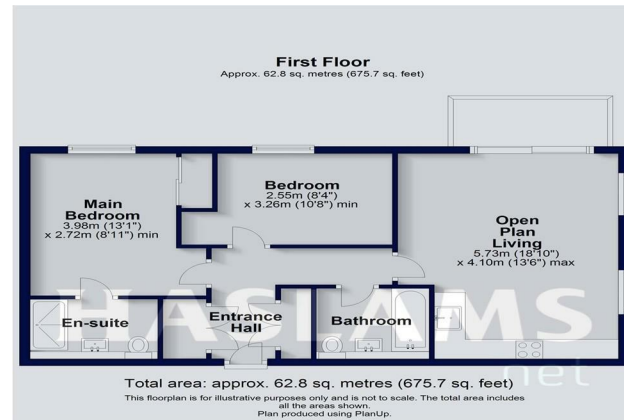 First Floor
Approx. 62.8 sq. metres (675.7 sq. feet)
Main
Bedroom
3.98m (13'1")
x 2.72m (8'11") min
Bedroom
2.55m (8'4")
x 3.26m (10'8") min
Open
Plan
Living
5.73m (18'10")
x 4.10m (13'6") max
En-suite
Entrance
Hall
Bathroom
HASLAMS
net
Total area: approx. 62.8 sq. metres (675.7 sq. feet)
This floorplan is for illustrative purposes only and is not to scale. The total area includes
all the areas shown.
Plan produced using PlanUp.